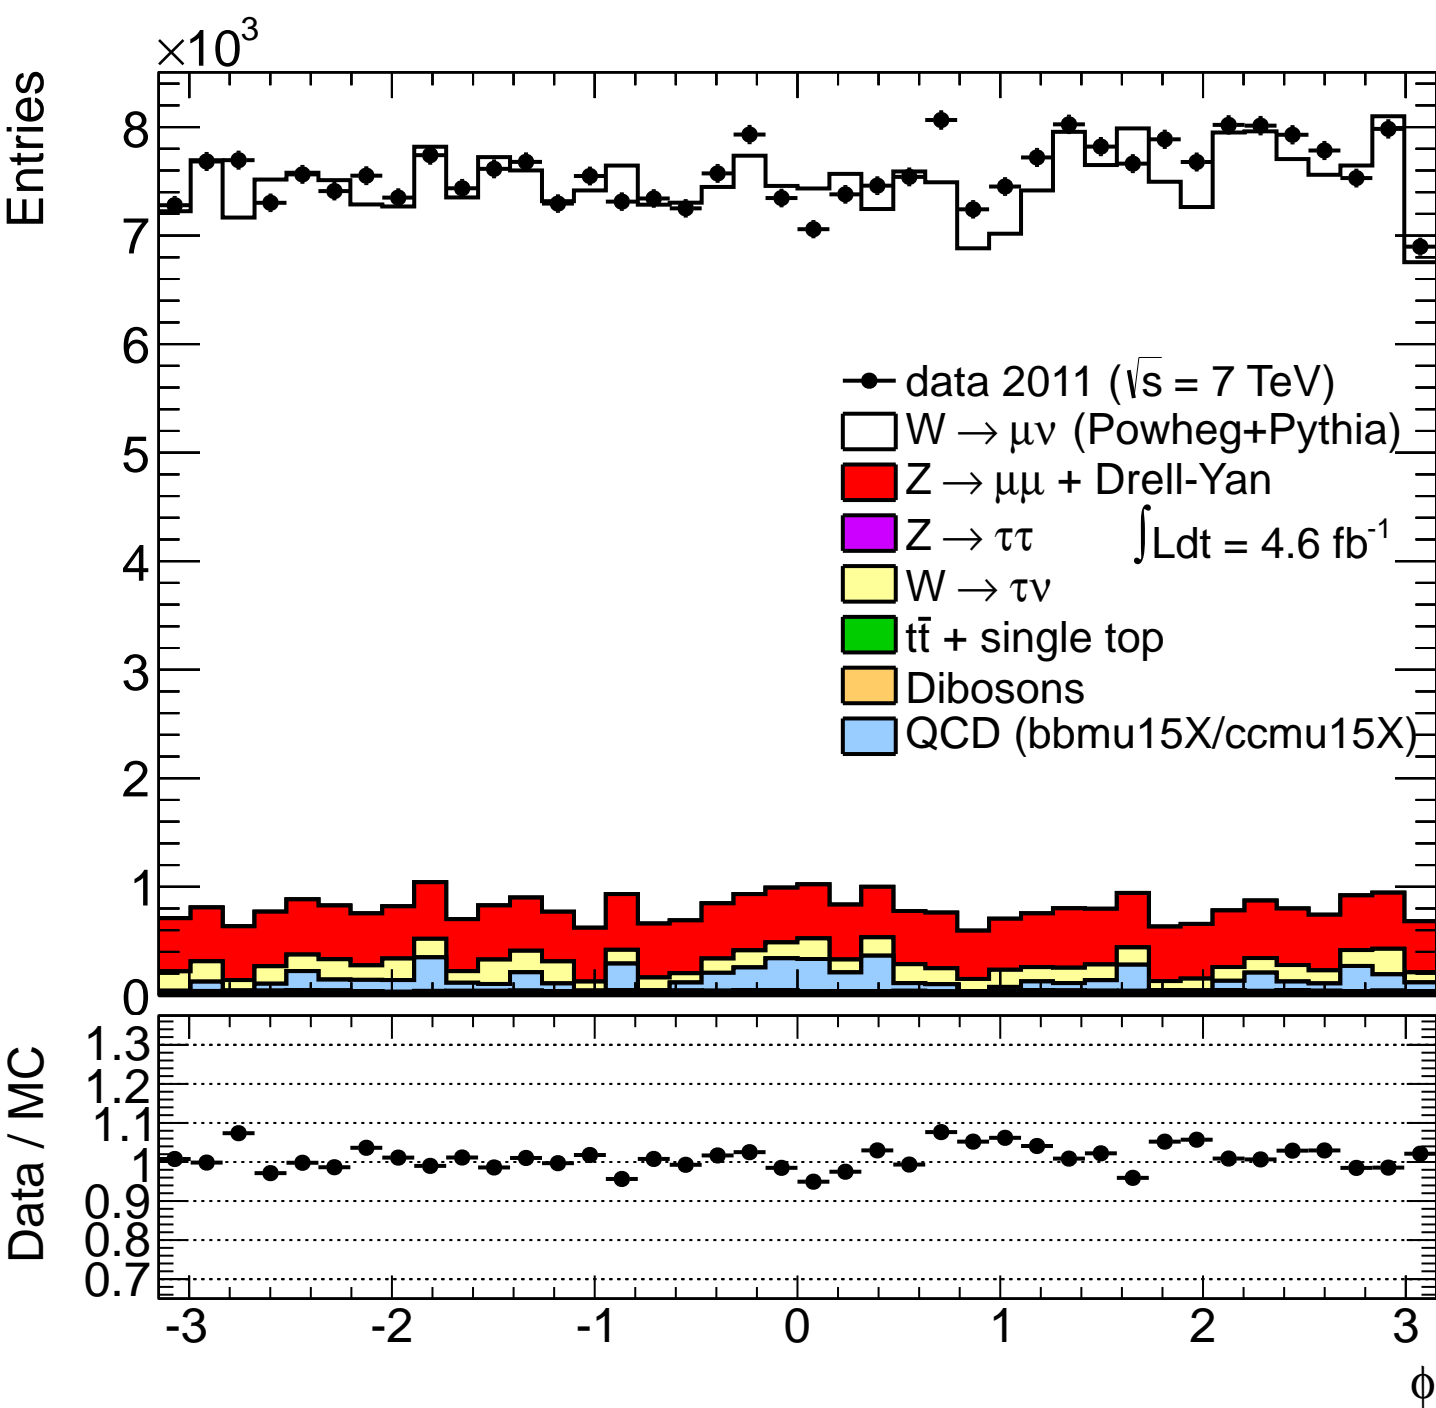 ×10³
Entries
8
7
6
5
4
3
2
1
0
data 2011 (√s = 7 TeV)
W → μν (Powheg+Pythia)
Z → μμ + Drell-Yan
Z → ττ
∫Ldt = 4.6 fb⁻¹
W → τν
tt̄ + single top
Dibosons
QCD (bbmu15X/ccmu15X)
Data / MC
1.3
1.2
1.1
1
0.9
0.8
0.7
-3 -2 -1 0 1 2 3
ϕ